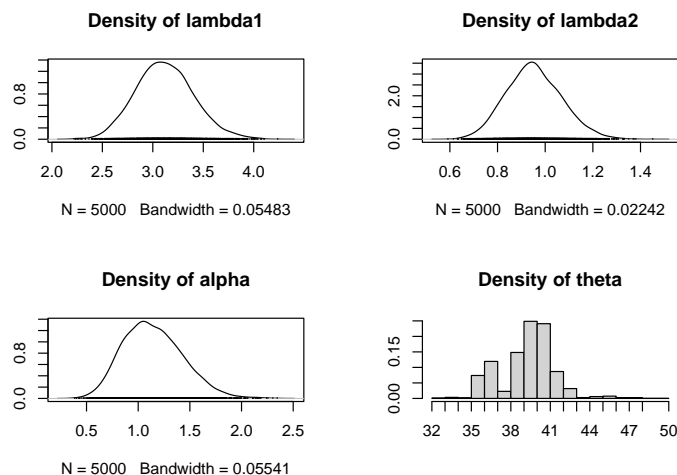 Density of lambda1
0.0 0.8
2.0 2.5 3.0 3.5 4.0
N = 5000 Bandwidth = 0.05483
Density of lambda2
0.0 2.0
0.6 0.8 1.0 1.2 1.4
N = 5000 Bandwidth = 0.02242
Density of alpha
0.0 0.8
0.5 1.0 1.5 2.0 2.5
N = 5000 Bandwidth = 0.05541
Density of theta
0.00 0.15
32 35 38 41 44 46 48 50